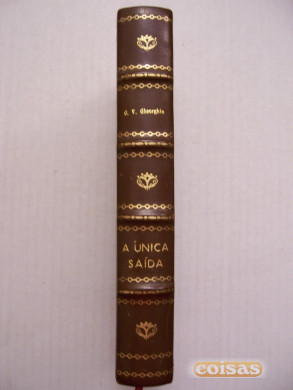 C. V. Gheorghiu
A ÚNICA
SAÍDA
coisas